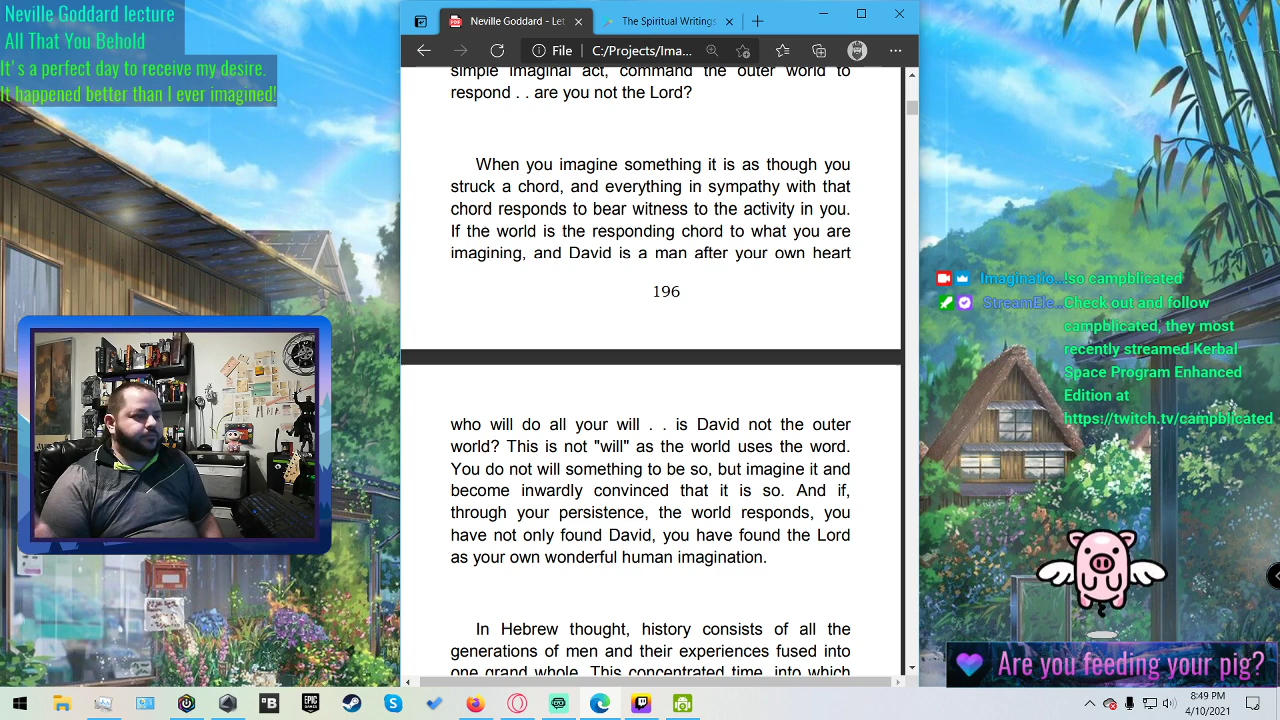 Neville Goddard lecture
All That You Behold
It's a perfect day to receive my desire.
It happened better than I ever imagined!
Neville Goddard - Let
The Spiritual Writings
File
C:/Projects/Ima...
simple imaginal act, command the outer world to
respond . . are you not the Lord?
When you imagine something it is as though you
struck a chord, and everything in sympathy with that
chord responds to bear witness to the activity in you.
If the world is the responding chord to what you are
imagining, and David is a man after your own heart
196
who will do all your will . . is David not the outer
world? This is not "will" as the world uses the word.
You do not will something to be so, but imagine it and
become inwardly convinced that it is so. And if,
through your persistence, the world responds, you
have not only found David, you have found the Lord
as your own wonderful human imagination.
In Hebrew thought, history consists of all the
generations of men and their experiences fused into
one grand whole. This concentrated time, into which
Imaginatio... !so campblicated
StreamEle... Check out and follow
campblicated, they most
recently streamed Kerbal
Space Program Enhanced
Edition at
https://twitch.tv/campblicated
Are you feeding your pig?
8:49 PM
4/10/2021